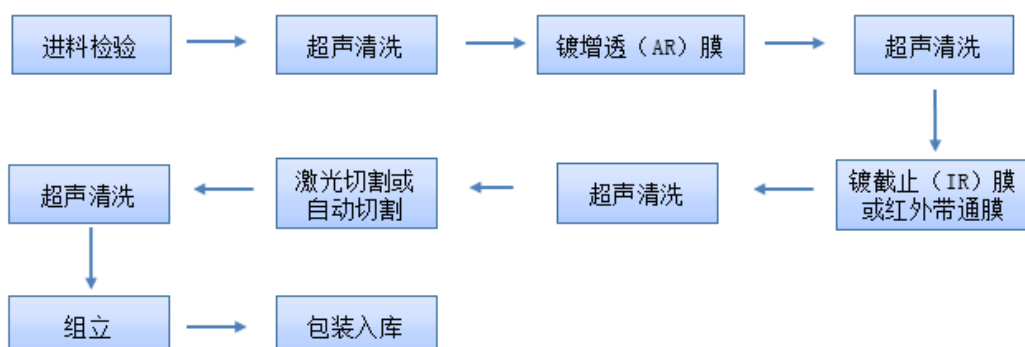 进料检验
超声清洗
镀增透（AR）膜
超声清洗
镀截止（IR）膜
或红外带通膜
超声清洗
激光切割或
自动切割
超声清洗
组立
包装入库